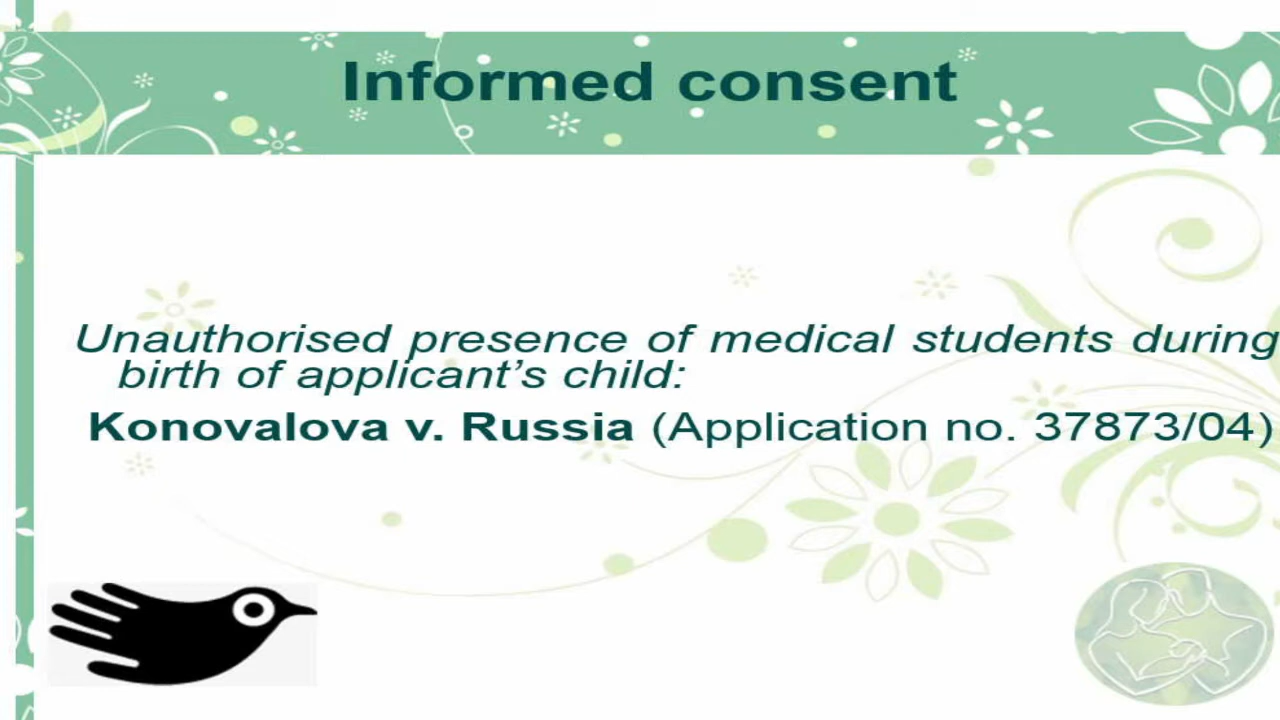 Informed consent
Unauthorised presence of medical students during
birth of applicant’s child:
Konovalova v. Russia (Application no. 37873/04)